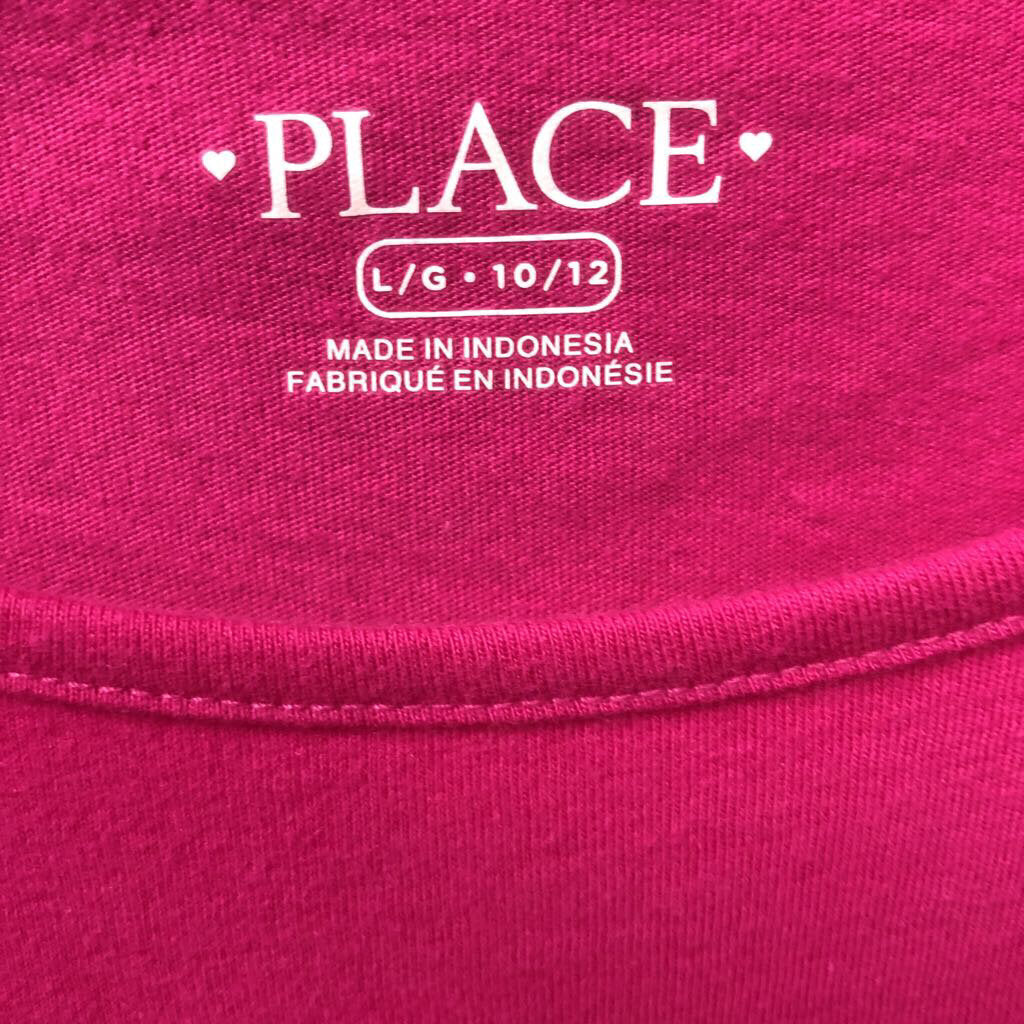 PLACE
L/G • 10/12
MADE IN INDONESIA
FABRIQUÉ EN INDONÉSIE